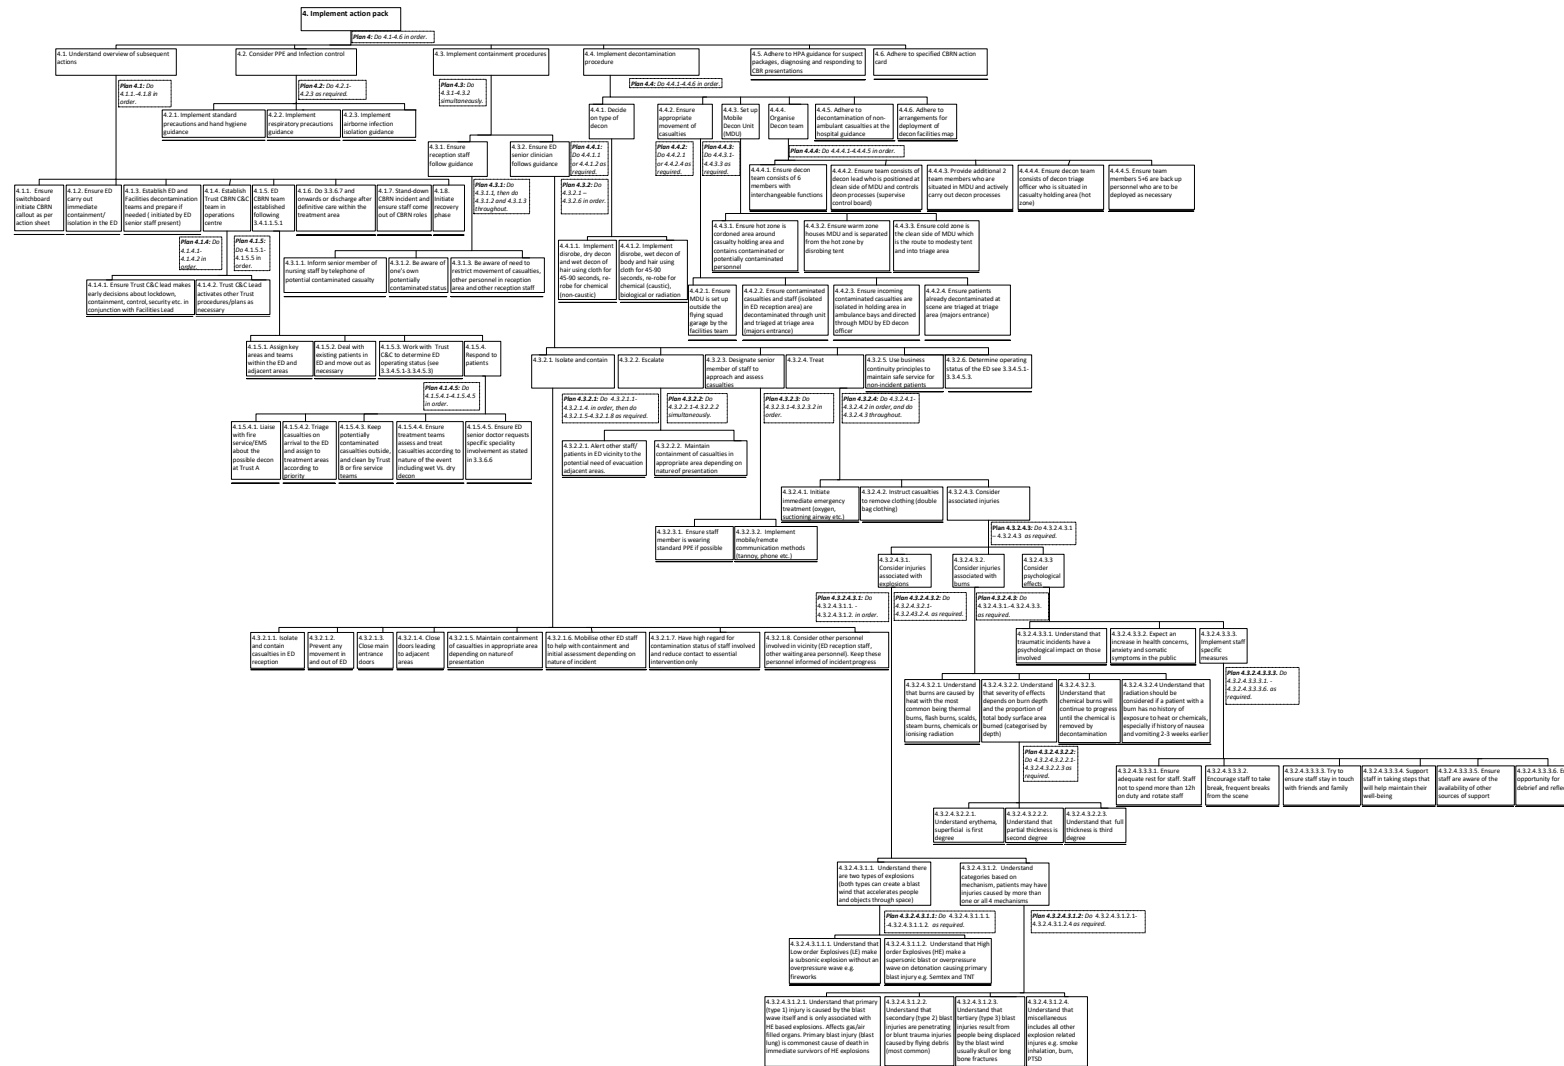 4. Implement action pack
Plan 4: Do 4.1-4.6 in order.
4.1. Understand overview of subsequent
actions
4.2. Consider PPE and Infection control
4.3. Implement containment procedures
4.4. Implement decontamination
procedure
4.5. Adhere to HPA guidance for suspect
packages, diagnosing and responding to
CBR presentations
4.6. Adhere to specified CBRN action
card
Plan 4.1: Do
4.1.1.-4.1.8 in
order.
Plan 4.2: Do 4.2.1-
4.2.3 as required.
Plan 4.3: Do
4.3.1-4.3.2
simultaneously.
Plan 4.4: Do 4.4.1-4.4.6 in order.
4.2.1. Implement standard
precautions and hand hygiene
guidance
4.2.2. Implement
respiratory precautions
guidance
4.2.3. Implement
airborne infection
isolation guidance
4.4.1. Decide
on type of
decon
4.4.2. Ensure
appropriate
movement of
casualties
4.4.3. Set up
Mobile
Decon Unit
(MDU)
4.4.4.
Organise
Decon team
4.4.5. Adhere to
decontamination of non-
ambulant casualties at the
hospital guidance
4.4.6. Adhere to
arrangements for
deployment of
decon facilities map
4.3.1. Ensure
reception staff
follow guidance
4.3.2. Ensure ED
senior clinician
follows guidance
Plan 4.4.1:
Do 4.4.1.1
or 4.4.1.2 as
required.
Plan 4.4.2:
Do 4.4.2.1
or 4.4.2.4 as
required.
Plan 4.4.3:
Do 4.4.3.1-
4.4.3.3 as
required.
Plan 4.4.4: Do 4.4.4.1-4.4.4.5 in order.
4.4.4.1. Ensure decon
team consists of 6
members with
interchangeable functions
4.4.4.2. Ensure team consists of
decon lead who is positioned at
clean side of MDU and controls
decon processes (supervise
control board)
4.4.4.3. Provide additional 2
team members who are
situated in MDU and actively
carry out decon processes
4.4.4.4. Ensure decon team
consists of decon triage
officer who is situated in
casualty holding area (hot
zone)
4.4.4.5. Ensure team
members 5+6 are back up
personnel who are to be
deployed as necessary
4.1.1. Ensure
switchboard
initiate CBRN
callout as per
action sheet
4.1.2. Ensure ED
carry out
immediate
containment/
isolation in the ED
4.1.3. Establish ED and
Facilities decontamination
teams and prepare if
needed ( initiated by ED
senior staff present)
4.1.4. Establish
Trust CBRN C&C
team in
operations
centre
4.1.5. ED
CBRN team
established
following
3.4.1.1.5.1
4.1.6. Do 3.3.6.7 and
onwards or discharge after
definitive care within the
treatment area
4.1.7. Stand-down
CBRN incident and
ensure staff come
out of CBRN roles
4.1.8.
Initiate
recovery
phase
Plan 4.3.1: Do
4.3.1.1, then do
4.3.1.2 and 4.3.1.3
throughout.
Plan 4.3.2:
Do 4.3.2.1 –
4.3.2.6 in order.
Plan 4.1.4: Do
4.1.4.1-
4.1.4.2 in
order.
Plan 4.1.5:
Do 4.1.5.1-
4.1.5.5 in
order.
4.3.1.1. Inform senior member of
nursing staff by telephone of
potential contaminated casualty
4.3.1.2. Be aware of
one's own
potentially
contaminated status
4.3.1.3. Be aware of need to
restrict movement of casualties,
other personnel in reception
area and other reception staff
4.4.1.1. Implement
disrobe, dry decon
and wet decon of
hair using cloth for
45-90 seconds, re-
robe for chemical
(non-caustic)
4.4.1.2. Implement
disrobe, wet decon of
body and hair using
cloth for 45-90
seconds, re-robe for
chemical (caustic),
biological or radiation
4.4.3.1. Ensure hot zone is
cordoned area around
casualty holding area and
contains contaminated or
potentially contaminated
personnel
4.4.3.2. Ensure warm zone
houses MDU and is separated
from the hot zone by
disrobing tent
4.4.3.3. Ensure cold zone is
the clean side of MDU which
is the route to modesty tent
and into triage area
4.1.4.1. Ensure Trust C&C lead makes
early decisions about lockdown,
containment, control, security etc. in
conjunction with Facilities Lead
4.1.4.2. Trust C&C Lead
activates other Trust
procedures/plans as
necessary
4.4.2.1. Ensure
MDU is set up
outside the
flying squad
garage by the
facilities team
4.4.2.2. Ensure contaminated
casualties and staff (isolated
in ED reception area) are
decontaminated through unit
and triaged at triage area
(majors entrance)
4.4.2.3. Ensure incoming
contaminated casualties are
isolated in holding area in
ambulance bays and directed
through MDU by ED decon
officer
4.4.2.4. Ensure patients
already decontaminated at
scene are triaged at triage
area (majors entrance)
4.1.5.1. Assign key
areas and teams
within the ED and
adjacent areas
4.1.5.2. Deal with
existing patients in
ED and move out as
necessary
4.1.5.3. Work with Trust
C&C to determine ED
operating status (see
3.3.4.5.1-3.3.4.5.3)
4.1.5.4.
Respond to
patients
4.3.2.1. Isolate and contain
4.3.2.2. Escalate
4.3.2.3. Designate senior
member of staff to
approach and assess
casualties
4.3.2.4. Treat
4.3.2.5. Use business
continuity principles to
maintain safe service for
non-incident patients
4.3.2.6. Determine operating
status of the ED see 3.3.4.5.1-
3.3.4.5.3.
Plan 4.1.4.5: Do
4.1.5.4.1-4.1.5.4.5
in order.
Plan 4.3.2.1: Do 4.3.2.1.1-
4.3.2.1.4. in order, then do
4.3.2.1.5-4.3.2.1.8 as required.
Plan 4.3.2.2: Do
4.3.2.2.1-4.3.2.2.2
simultaneously.
Plan 4.3.2.3: Do
4.3.2.3.1-4.3.2.3.2 in
order.
Plan 4.3.2.4: Do 4.3.2.4.1-
4.3.2.4.2 in order, and do
4.3.2.4.3 throughout.
4.1.5.4.1. Liaise
with fire
service/EMS
about the
possible decon
at Trust A
4.1.5.4.2. Triage
casualties on
arrival to the ED
and assign to
treatment areas
according to
priority
4.1.5.4.3. Keep
potentially
contaminated
casualties outside,
and clean by Trust
B or fire service
teams
4.1.5.4.4. Ensure
treatment teams
assess and treat
casualties according to
nature of the event
including wet Vs. dry
decon
4.1.5.4.5. Ensure ED
senior doctor requests
specific speciality
involvement as stated
in 3.3.6.6
4.3.2.2.1. Alert other staff/
patients in ED vicinity to the
potential need of evacuation
adjacent areas.
4.3.2.2.2. Maintain
containment of casualties in
appropriate area depending on
nature of presentation
4.3.2.4.1. Initiate
immediate emergency
treatment (oxygen,
suctioning airway etc.)
4.3.2.4.2. Instruct casualties
to remove clothing (double
bag clothing)
4.3.2.4.3. Consider
associated injuries
4.3.2.3.1. Ensure staff
member is wearing
standard PPE if possible
4.3.2.3.2. Implement
mobile/remote
communication methods
(tannoy, phone etc.)
Plan 4.3.2.4.3: Do 4.3.2.4.3.1
– 4.3.2.4.3 as required.
4.3.2.4.3.1.
Consider injuries
associated with
explosions
4.3.2.4.3.2.
Consider injuries
associated with
burns
4.3.2.4.3.3
Consider
psychological
effects
Plan 4.3.2.4.3.1: Do
-4.3.2.4.3.1.1. -
4.3.2.4.3.1.2. in order.
Plan 4.3.2.4.3.2: Do
4.3.2.4.3.2.1-
4.3.2.43.2.4. as required.
Plan 4.3.2.4.3: Do
4.3.2.4.3.1.-4.3.2.4.3.3.
as required.
4.3.2.1.1. Isolate
and contain
casualties in ED
reception
4.3.2.1.2.
Prevent any
movement in
and out of ED
4.3.2.1.3.
Close main
entrance
doors
4.3.2.1.4. Close
doors leading to
adjacent
areas
4.3.2.1.5. Maintain containment
of casualties in appropriate area
depending on nature of
presentation
4.3.2.1.6. Mobilise other ED staff
to help with containment and
initial assessment depending on
nature of incident
4.3.2.1.7. Have high regard for
contamination status of staff involved
and reduce contact to essential
intervention only
4.3.2.1.8. Consider other personnel
involved in vicinity (ED reception staff,
other waiting area personnel). Keep these
personnel informed of incident progress
4.3.2.4.3.3.1. Understand that
traumatic incidents have a
psychological impact on those
involved
4.3.2.4.3.3.2. Expect an
increase in health concerns,
anxiety and somatic
symptoms in the public
4.3.2.4.3.3.3.
Implement staff
specific
measures
Plan 4.3.2.4.3.3.3. Do
4.3.2.4.3.3.3.1. -
4.3.2.4.3.3.3.6. as
required.
4.3.2.4.3.2.1. Understand
that burns are caused by
heat with the most
common being thermal
burns, flash burns, scalds,
steam burns, chemicals or
ionising radiation
4.3.2.4.3.2.2. Understand
that severity of effects
depends on burn depth
and the proportion of
total body surface area
burned (categorised by
depth)
4.3.2.4.3.2.3.
Understand that
chemical burns will
continue to progress
until the chemical is
removed by
decontamination
4.3.2.4.3.2.4 Understand that
radiation should be
considered if a patient with a
burn has no history of
exposure to heat or chemicals,
especially if history of nausea
and vomiting 2-3 weeks earlier
Plan 4.3.2.4.3.2.2:
Do 4.3.2.4.3.2.2.1-
4.3.2.4.3.2.2.3 as
required.
4.3.2.4.3.3.3.1. Ensure
adequate rest for staff. Staff
not to spend more than 12h
on duty and rotate staff
4.3.2.4.3.3.3.2.
Encourage staff to take
break, frequent breaks
from the scene
4.3.2.4.3.3.3.3. Try to
ensure staff stay in touch
with friends and family
4.3.2.4.3.3.3.4. Support
staff in taking steps that
will help maintain their
well-being
4.3.2.4.3.3.3.5. Ensure
staff are aware of the
availability of other
sources of support
4.3.2.4.3.3.3.6.
opportunity for
debrief and
4.3.2.4.3.2.2.1.
Understand erythema,
superficial is first
degree
4.3.2.4.3.2.2.2.
Understand that
partial thickness is
second degree
4.3.2.4.3.2.2.3.
Understand that full
thickness is third
degree
4.3.2.4.3.1.1. Understand there
are two types of explosions
(both types can create a blast
wind that accelerates people
and objects through space)
4.3.2.4.3.1.2. Understand
categories based on
mechanism, patients may have
injuries caused by more than
one or all 4 mechanisms
Plan 4.3.2.4.3.1.1: Do 4.3.2.4.3.1.1.1.
-4.3.2.4.3.1.1.2. as required.
Plan 4.3.2.4.3.1.2: Do 4.3.2.4.3.1.2.1-
4.3.2.4.3.1.2.4 as required.
4.3.2.4.3.1.1.1. Understand that
Low order Explosives (LE) make
a subsonic explosion without an
overpressure wave e.g.
fireworks
4.3.2.4.3.1.1.2. Understand that High
order Explosives (HE) make a
supersonic blast or overpressure
wave on detonation causing primary
blast injury e.g. Semtex and TNT
4.3.2.4.3.1.2.1. Understand that primary
(type 1) injury is caused by the blast
wave itself and is only associated with
HE based explosions. Affects gas/air
filled organs. Primary blast injury (blast
lung) is commonest cause of death in
immediate survivors of HE explosions
4.3.2.4.3.1.2.2.
Understand that
secondary (type 2) blast
injuries are penetrating
or blunt trauma injuries
caused by flying debris
(most common)
4.3.2.4.3.1.2.3.
Understand that
tertiary (type 3) blast
injuries result from
people being displaced
by the blast wind
usually skull or long
bone fractures
4.3.2.4.3.1.2.4.
Understand that
miscellaneous
includes all other
explosion related
injures e.g. smoke
inhalation, burn,
PTSD